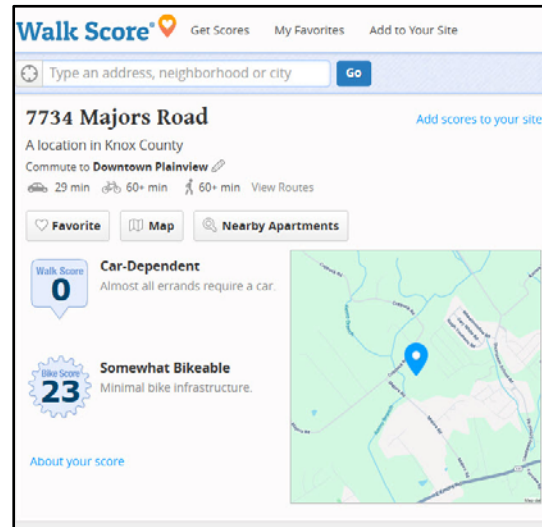 Walk Score® Get Scores My Favorites Add to Your Site
Type an address, neighborhood or city Go
7734 Majors Road
Add scores to your site
A location in Knox County
Commute to Downtown Plainview
29 min 60+ min 60+ min View Routes
Favorite Map Nearby Apartments
Walk Score
0
Car-Dependent
Almost all errands require a car.
Bike Score
23
Somewhat Bikeable
Minimal bike infrastructure.
About your score
Majors Rd